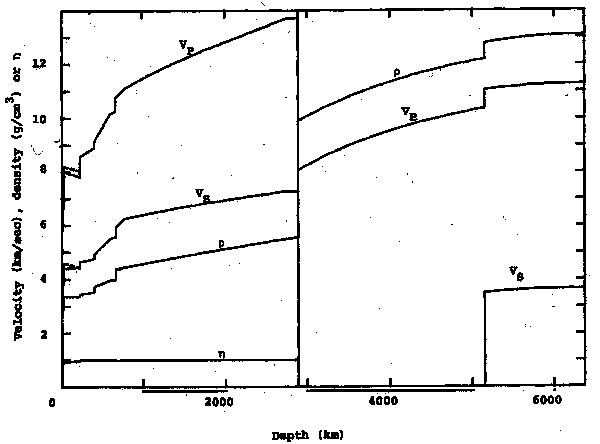 Velocity (km/sec), density (g/cm³) or η
12
10
8
6
4
2
0
2000
4000
6000
Depth (km)
V_P
V_S
ρ
η
ρ
V_P
V_S